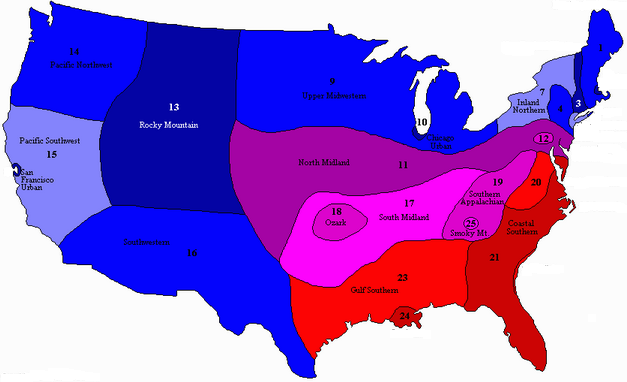 1
14
Pacific Northwest
9
Upper Midwestern
7
Inland
Northern
3
4
13
Rocky Mountain
10
Chicago
Urban
12
Pacific Southwest
15
San
Francisco
Urban
North Midland
11
19
Southern
Appalachian
20
18
Ozark
17
South Midland
25
Smoky Mt.
Coastal
Southern
Southwestern
16
21
23
Gulf Southern
24